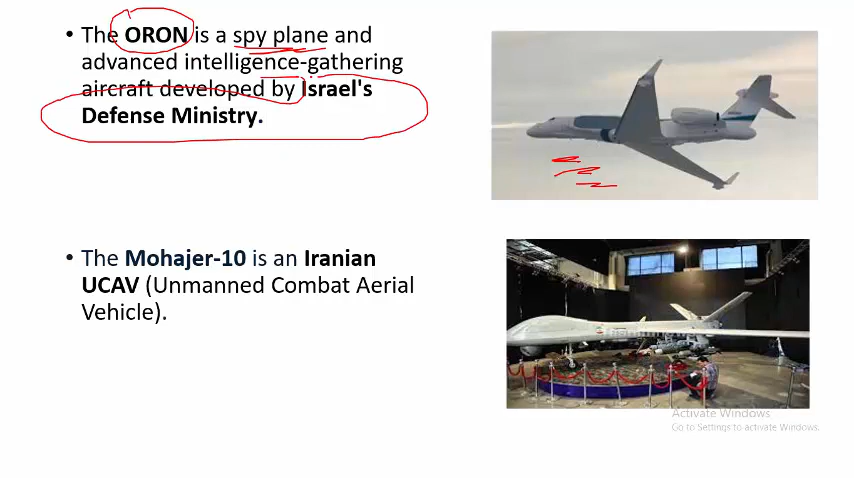 • The ORON is a spy plane and
advanced intelligence-gathering
aircraft developed by Israel's
Defense Ministry.
• The Mohajer-10 is an Iranian
UCAV (Unmanned Combat Aerial
Vehicle).
Activate Windows
Go to Settings to activate Windows.